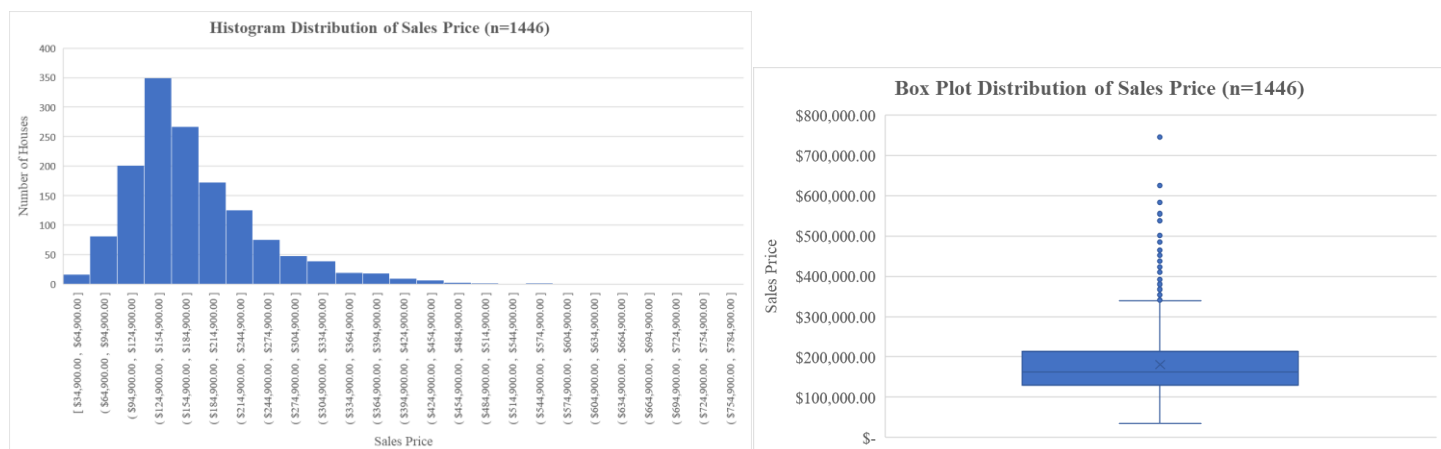 Histogram Distribution of Sales Price (n=1446)
400
350
300
250
200
150
100
50
0
Number of Houses
[ $34,900.00 , $64,900.00 ]
( $64,900.00 , $94,900.00 ]
( $94,900.00 , $124,900.00 ]
( $124,900.00 , $154,900.00 ]
( $154,900.00 , $184,900.00 ]
( $184,900.00 , $214,900.00 ]
( $214,900.00 , $244,900.00 ]
( $244,900.00 , $274,900.00 ]
( $274,900.00 , $304,900.00 ]
( $304,900.00 , $334,900.00 ]
( $334,900.00 , $364,900.00 ]
( $364,900.00 , $394,900.00 ]
( $394,900.00 , $424,900.00 ]
( $424,900.00 , $454,900.00 ]
( $454,900.00 , $484,900.00 ]
( $484,900.00 , $514,900.00 ]
( $514,900.00 , $544,900.00 ]
( $544,900.00 , $574,900.00 ]
( $574,900.00 , $604,900.00 ]
( $604,900.00 , $634,900.00 ]
( $634,900.00 , $664,900.00 ]
( $664,900.00 , $694,900.00 ]
( $694,900.00 , $724,900.00 ]
( $724,900.00 , $754,900.00 ]
( $754,900.00 , $784,900.00 ]
Sales Price
Box Plot Distribution of Sales Price (n=1446)
$800,000.00
$700,000.00
$600,000.00
$500,000.00
$400,000.00
$300,000.00
$200,000.00
$100,000.00
$-
Sales Price